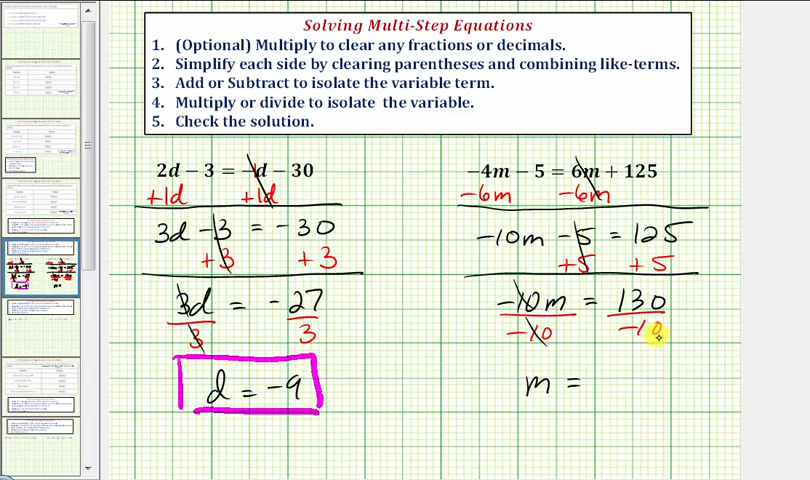 Solving Multi-Step Equations
1. (Optional) Multiply to clear any fractions or decimals.
2. Simplify each side by clearing parentheses and combining like-terms.
3. Add or Subtract to isolate the variable term.
4. Multiply or divide to isolate the variable.
5. Check the solution.
2d − 3 = −1d − 30
+1d +1d
3d − 3 = −30
+3 +3
3d = −27
3 3
d = −9
−4m − 5 = 6m + 125
−6m −6m
−10m − 5 = 125
+5 +5
−10m = 130
−10 −10
m =